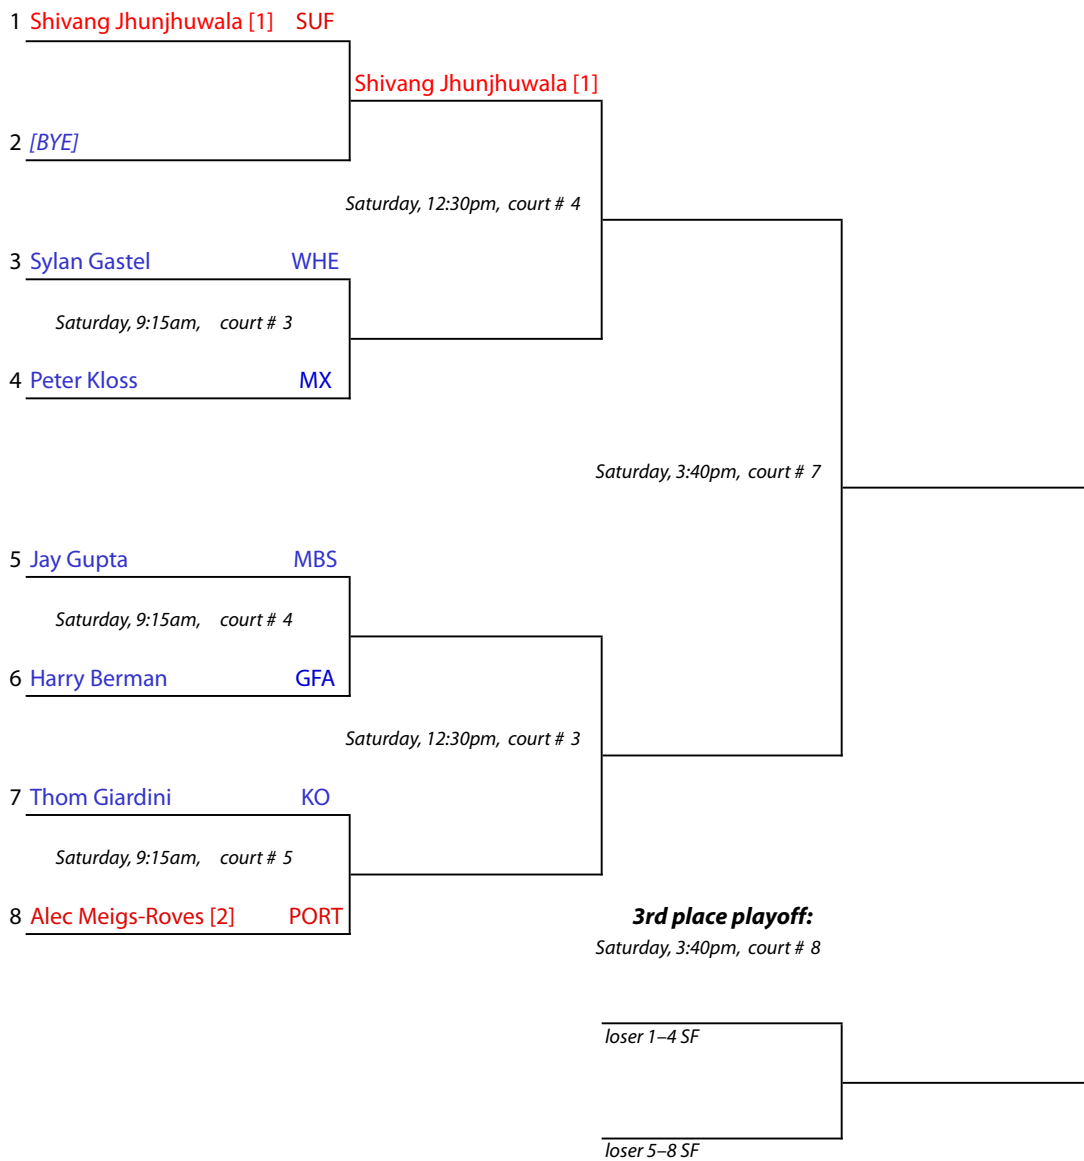 1 Shivang Jhunjhuwala [1] SUF
Shivang Jhunjhuwala [1]
2 [BYE]
Saturday, 12:30pm, court # 4
3 Sylan Gastel WHE
Saturday, 9:15am, court # 3
4 Peter Kloss MX
Saturday, 3:40pm, court # 7
5 Jay Gupta MBS
Saturday, 9:15am, court # 4
6 Harry Berman GFA
Saturday, 12:30pm, court # 3
7 Thom Giardini KO
Saturday, 9:15am, court # 5
8 Alec Meigs-Roves [2] PORT
3rd place playoff:
Saturday, 3:40pm, court # 8
loser 1–4 SF
loser 5–8 SF